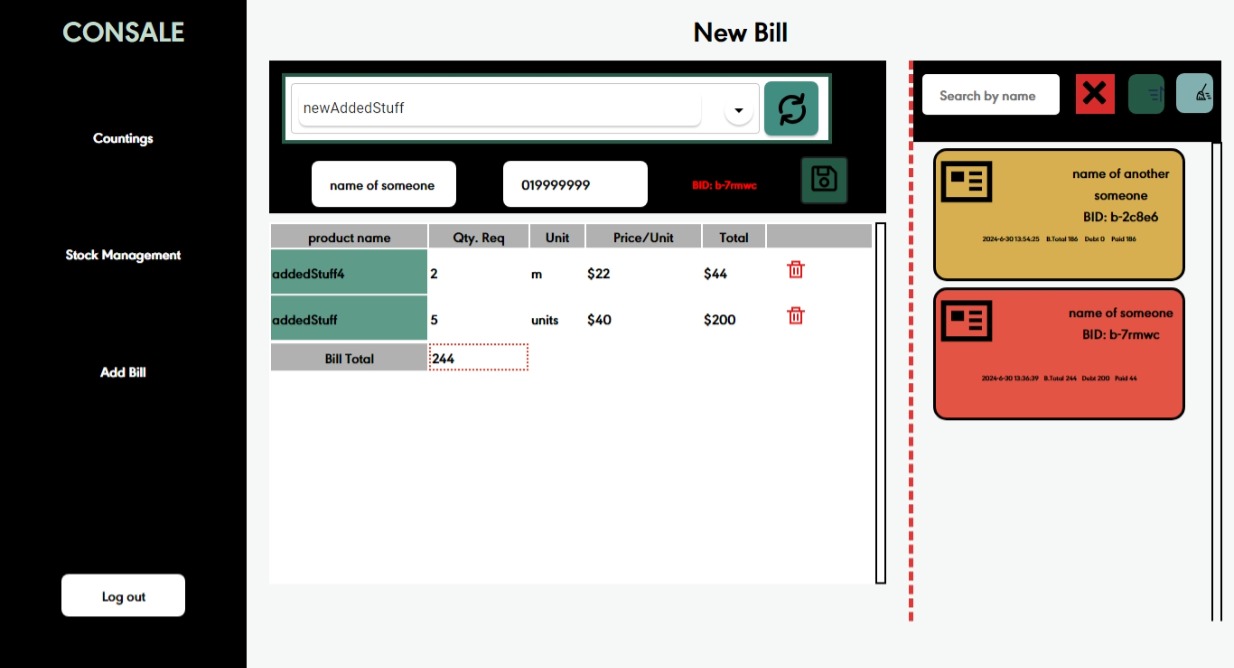 CONSALE
Countings
Stock Management
Add Bill
Log out
New Bill
newAddedStuff
name of someone
019999999
BID: b-7rmwc
product name Qty. Req Unit Price/Unit Total
addedStuff4 2 m $22 $44
addedStuff 5 units $40 $200
Bill Total 244
Search by name
name of another
someone
BID: b-2c8e6
2024-6-30 13:54:25 B.Total 186 Debt 0 Paid 186
name of someone
BID: b-7rmwc
2024-6-30 13:36:39 B.Total 244 Debt 200 Paid 44